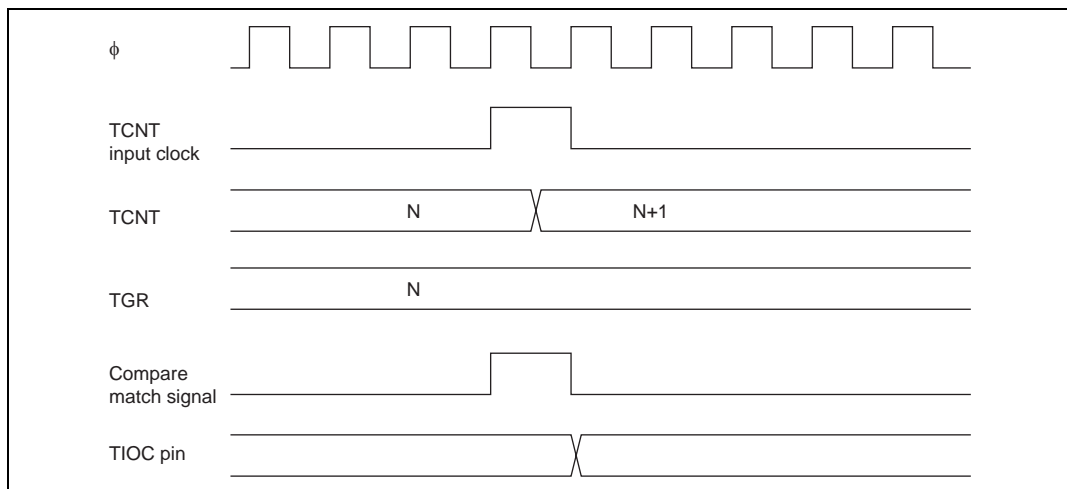 ϕ
TCNT
input clock
TCNT
N
N+1
TGR
N
Compare
match signal
TIOC pin